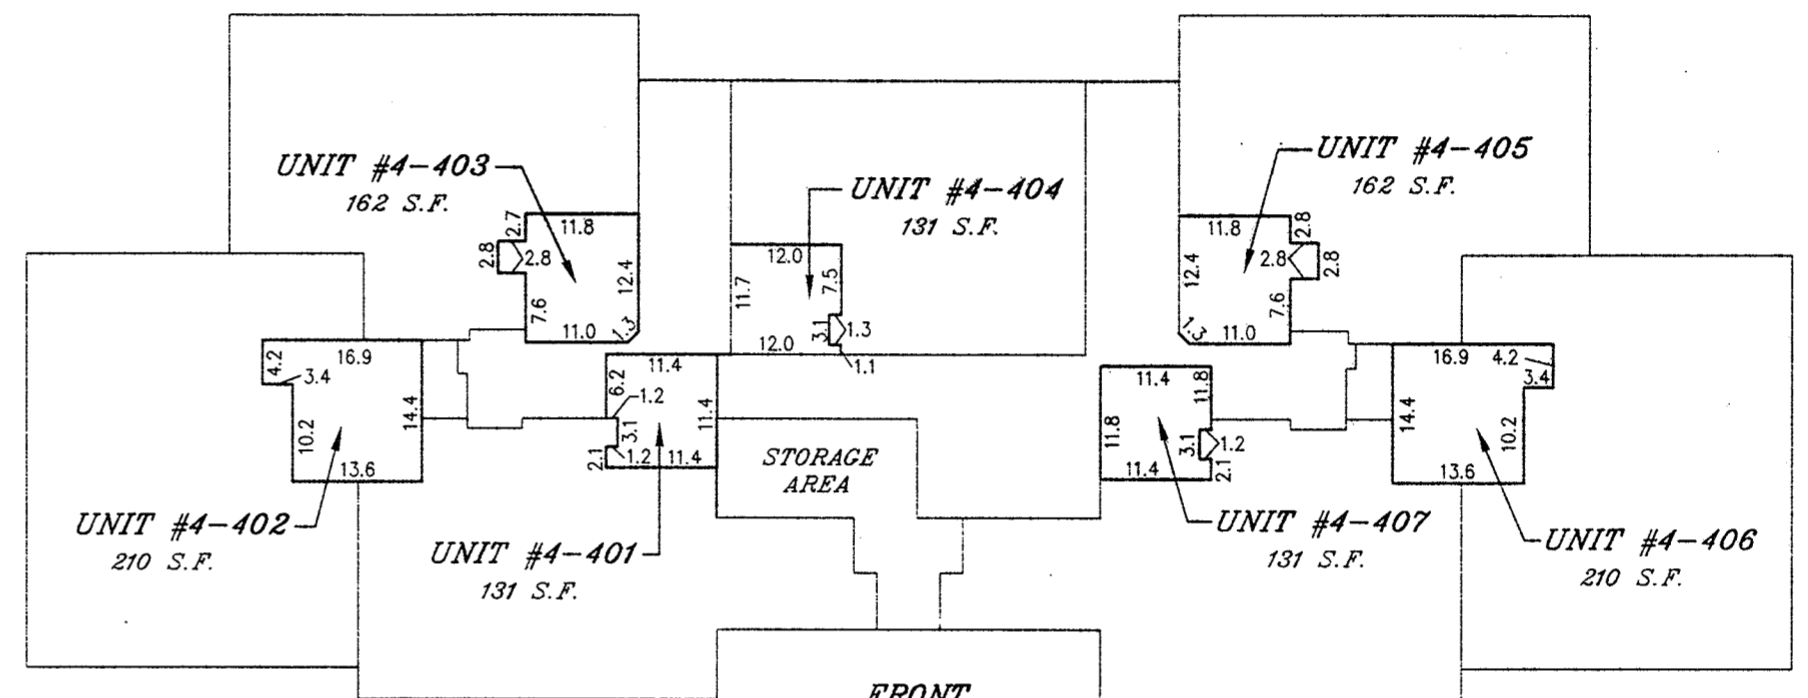 UNIT #4-403
162 S.F.
2.7
11.8
2.8
2.8
12.4
7.6
11.0
1.3
UNIT #4-404
131 S.F.
12.0
11.7
7.5
3.1
1.3
12.0
1.1
UNIT #4-405
162 S.F.
11.8
2.8
2.8
2.8
12.4
7.6
1.3
11.0
4.2
16.9
3.4
14.4
10.2
13.6
UNIT #4-402
210 S.F.
11.4
6.2
1.2
3.1
11.4
2.1
1.2
11.4
UNIT #4-401
131 S.F.
STORAGE
AREA
11.4
11.8
11.8
3.1
1.2
11.4
2.1
UNIT #4-407
131 S.F.
16.9
4.2
3.4
14.4
10.2
13.6
UNIT #4-406
210 S.F.
FRONT